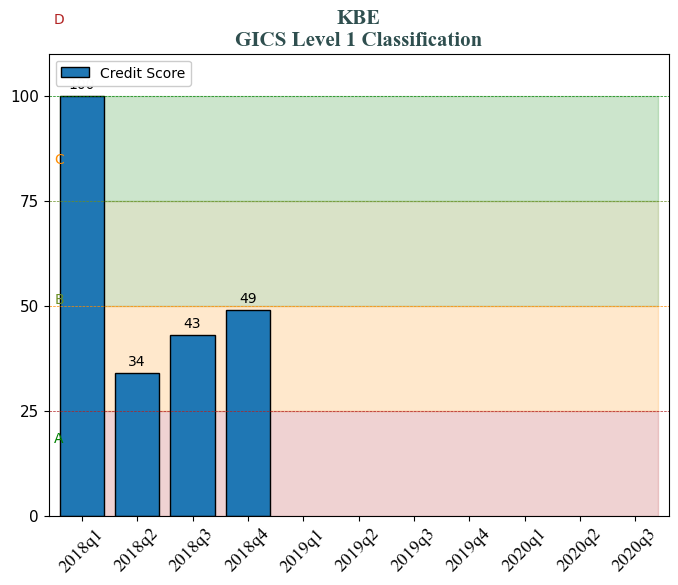 D
KBE
GICS Level 1 Classification
Credit Score
100
100
C
75
B
50
49
43
34
25
A
0
2018q1
2018q2
2018q3
2018q4
2019q1
2019q2
2019q3
2019q4
2020q1
2020q2
2020q3